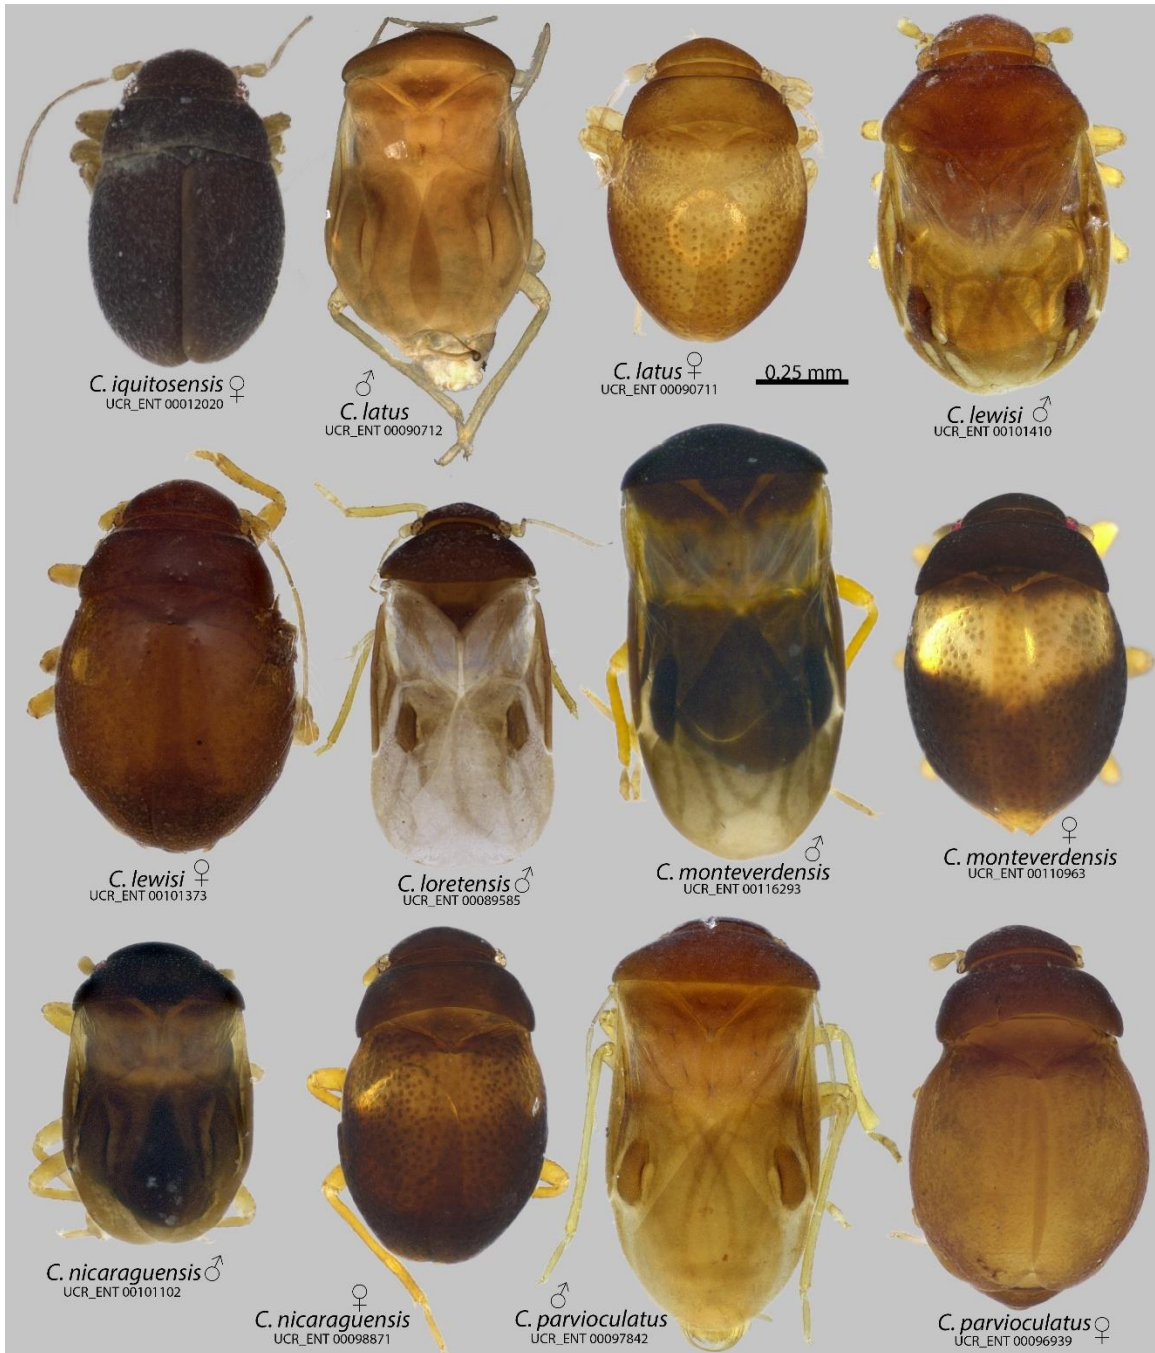 C. iquitosensis ♀
UCR_ENT 00012020
♂
C. latus
UCR_ENT 00090712
C. latus ♀
UCR_ENT 00090711
0.25 mm
C. lewisi ♂
UCR_ENT 00101410
C. lewisi ♀
UCR_ENT 00101373
C. loretensis ♂
UCR_ENT 00089585
♂
C. monteverdensis
UCR_ENT 00116293
♀
C. monteverdensis
UCR_ENT 00110963
C. nicaraguensis ♂
UCR_ENT 00101102
♀
C. nicaraguensis
UCR_ENT 00098871
♂
C. parvioculatus
UCR_ENT 00097842
C. parvioculatus ♀
UCR_ENT 00096939